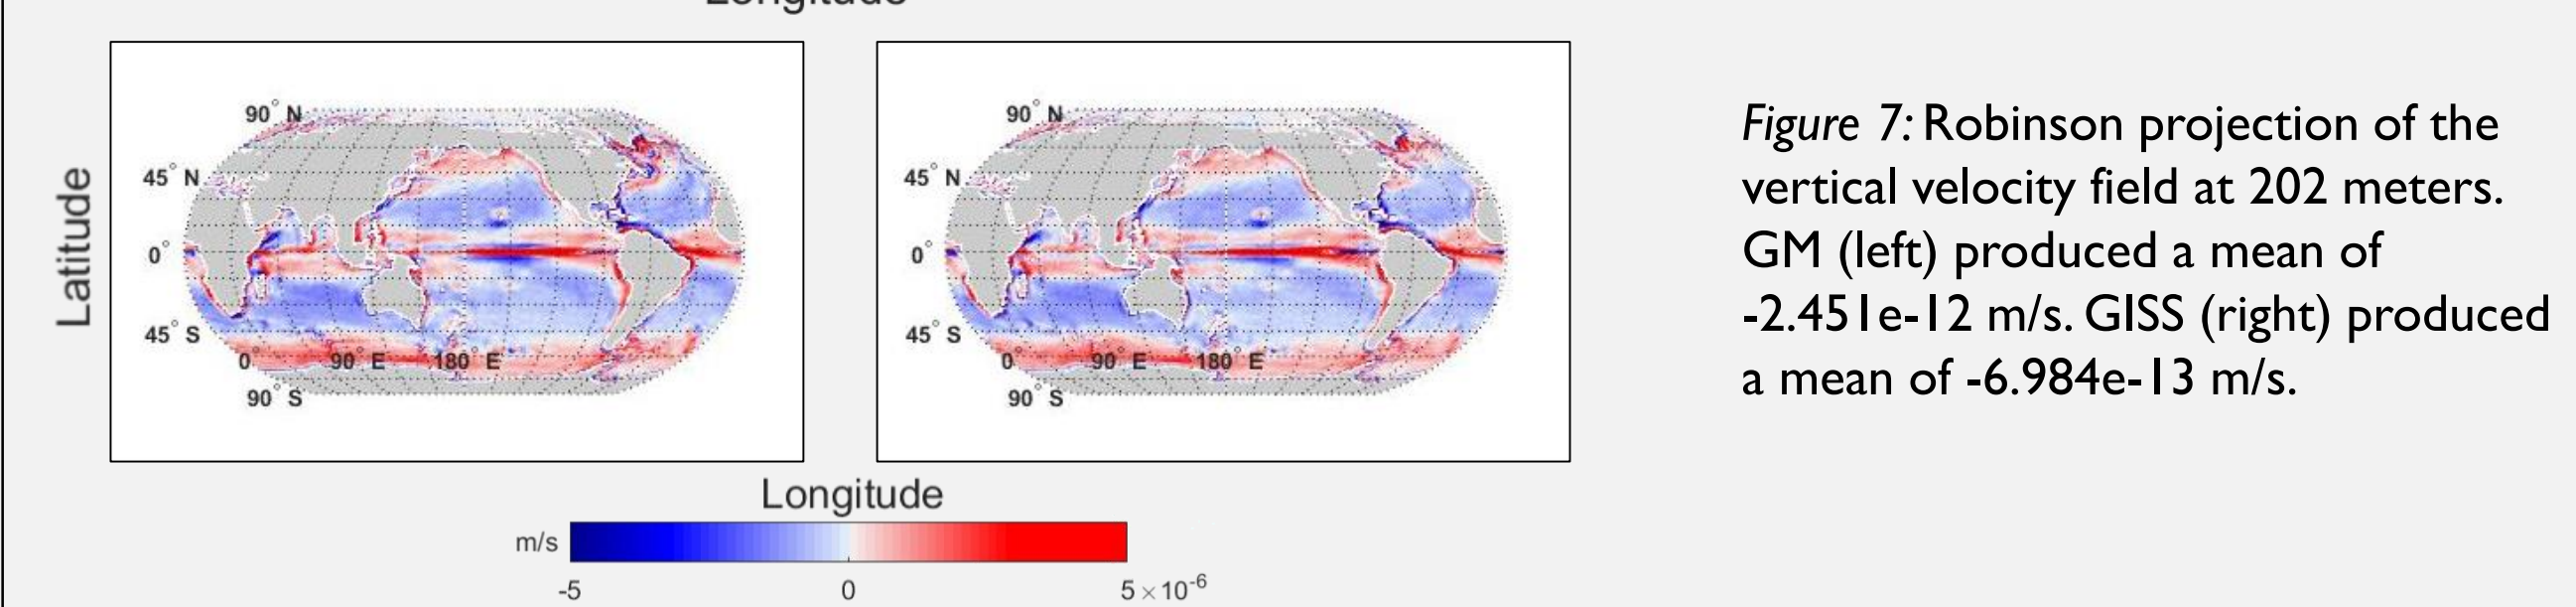 Longitude
Latitude
90° N
45° N
0°
45° S
90° S
0° 90° E 180° E
90° N
45° N
0°
45° S
90° S
0° 90° E 180° E
Longitude
m/s
-5 0 5 ×10-6
Figure 7: Robinson projection of the
vertical velocity field at 202 meters.
GM (left) produced a mean of
-2.451e-12 m/s. GISS (right) produced
a mean of -6.984e-13 m/s.